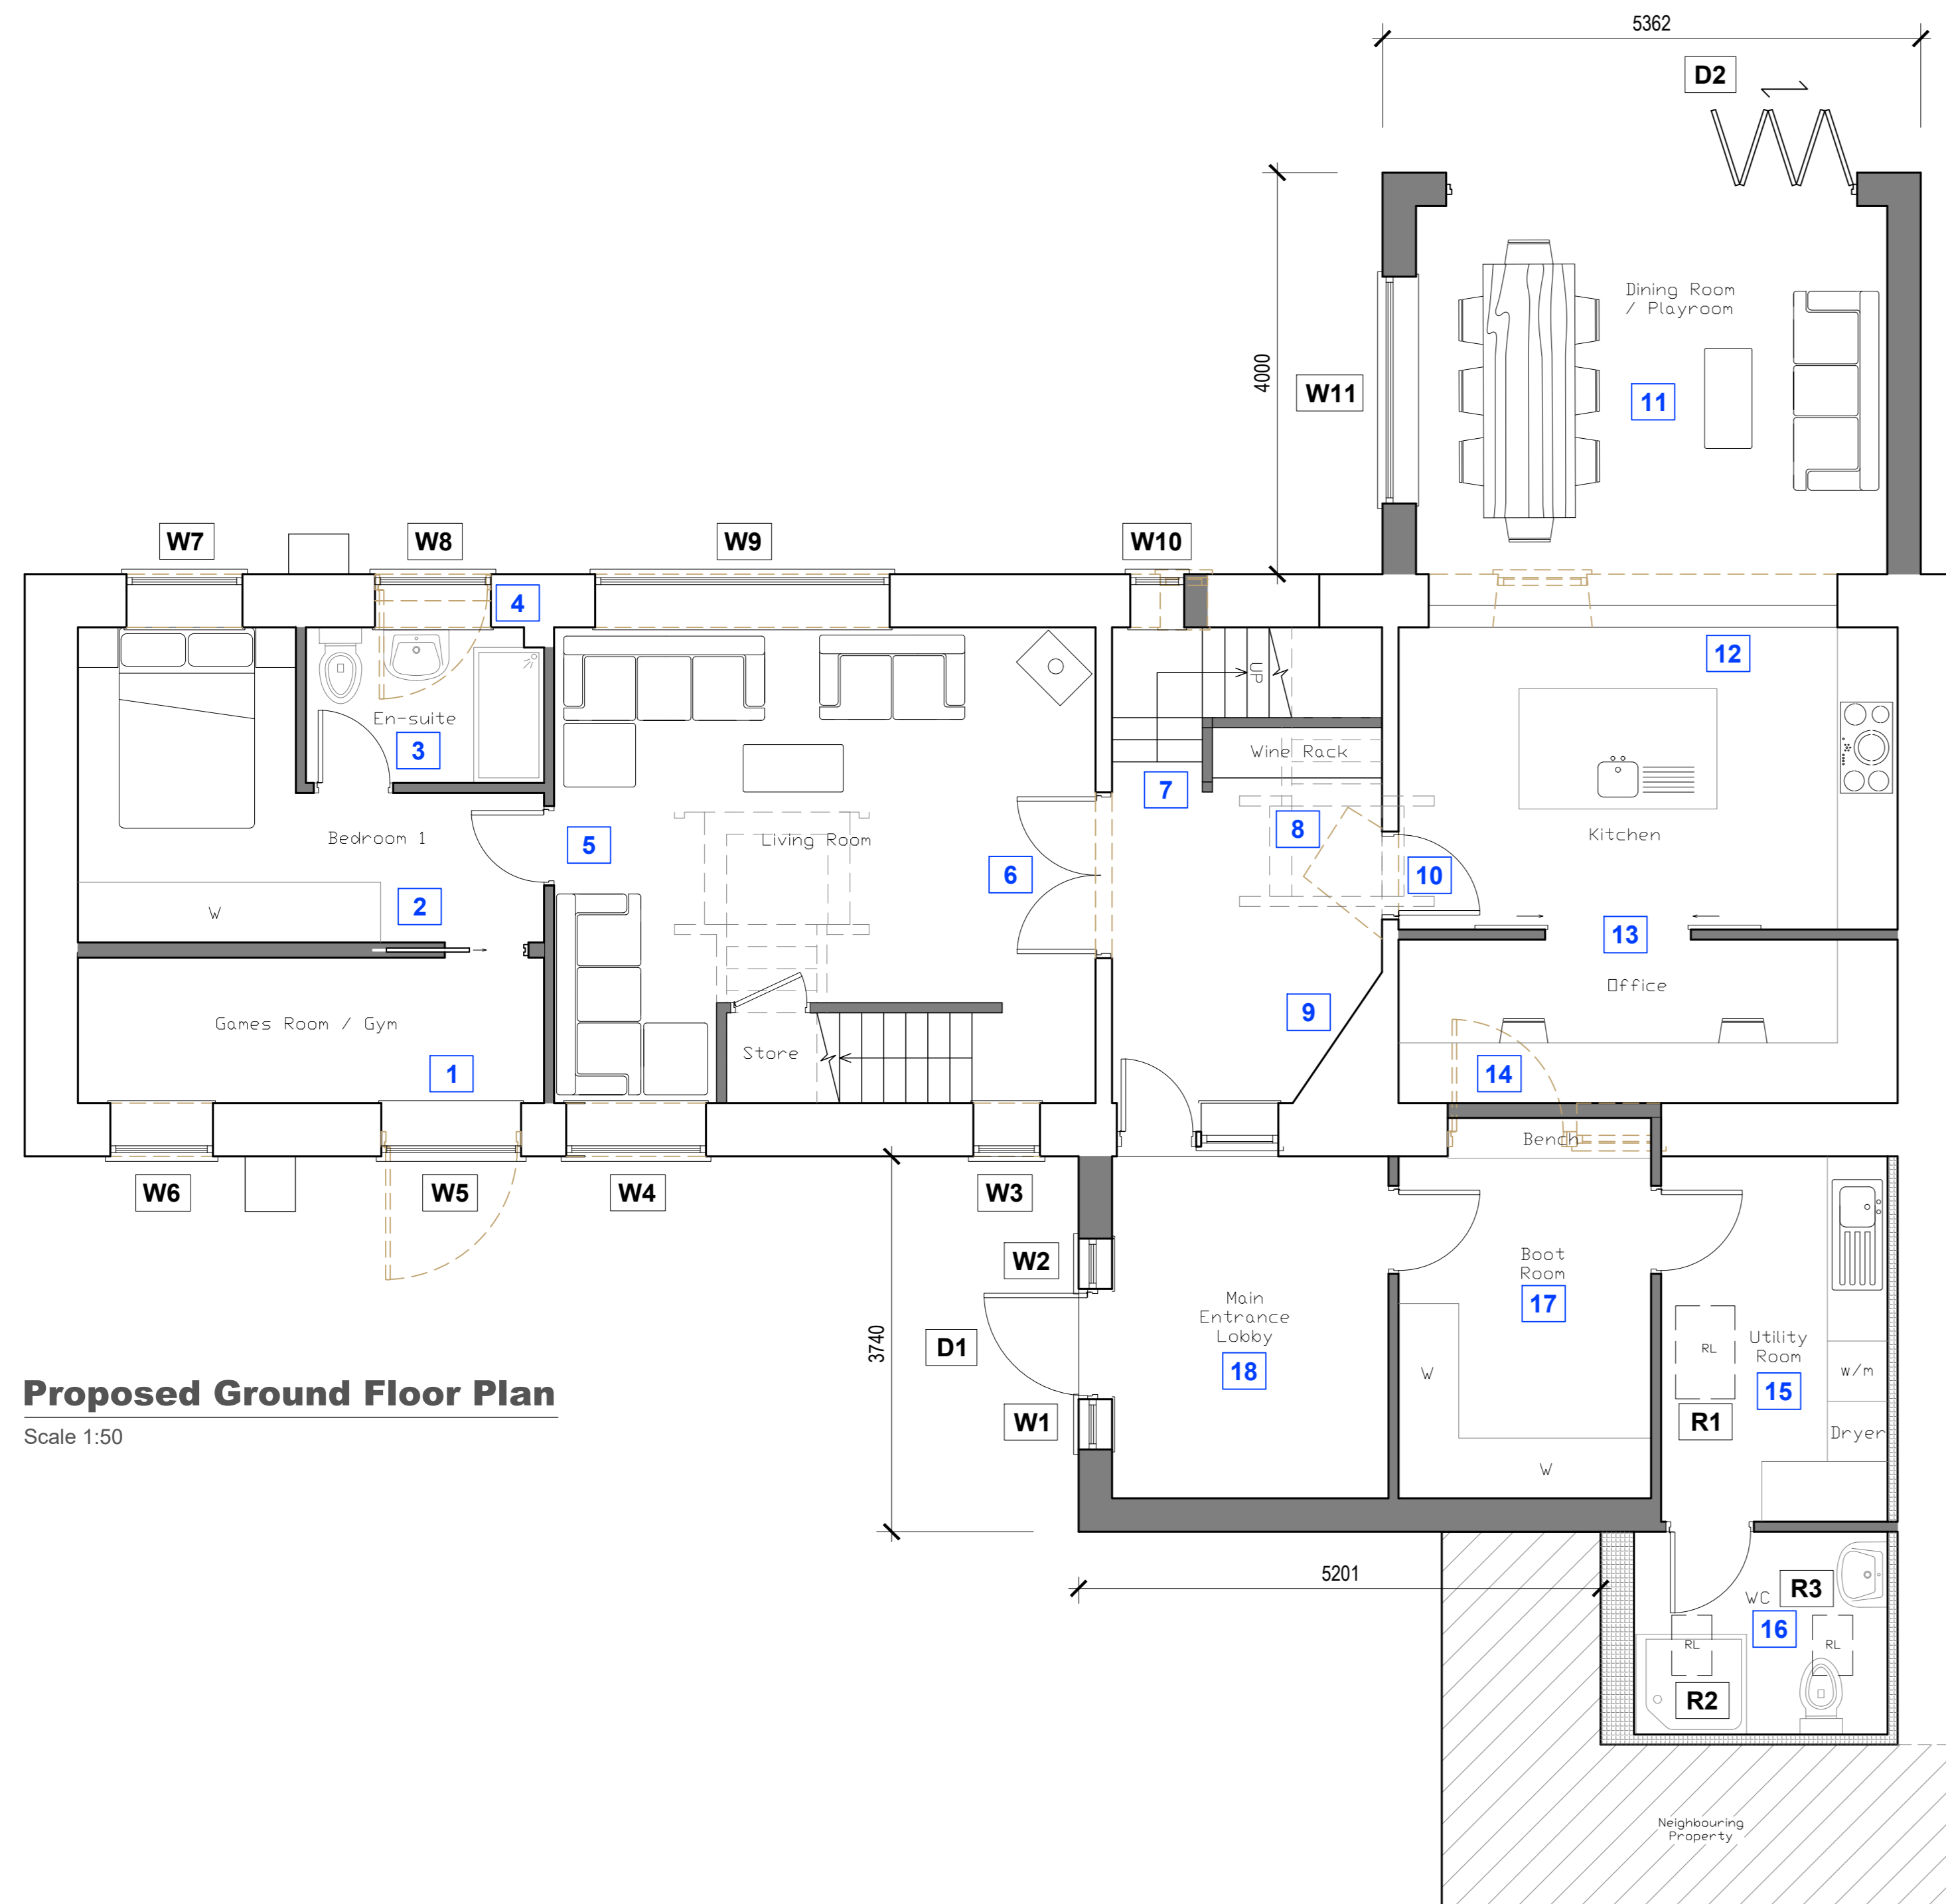 5362
D2
Dining Room
/ Playroom
4000
W11
11
W7
W8
W9
W10
4
12
UP
En-suite
3
Wine Rack
7
8
Kitchen
Bedroom 1
5
Living Room
6
10
2
W
13
Office
9
Games Room / Gym
Store
1
14
Bench
W6
W5
W4
W3
W2
Boot
Room
17
Main
Entrance
Lobby
18
3740
D1
Utility
Room
15
RL
W
w/m
Proposed Ground Floor Plan
Scale 1:50
W1
R1
Dryer
W
5201
WC
R3
16
RL
RL
R2
Neighbouring
Property